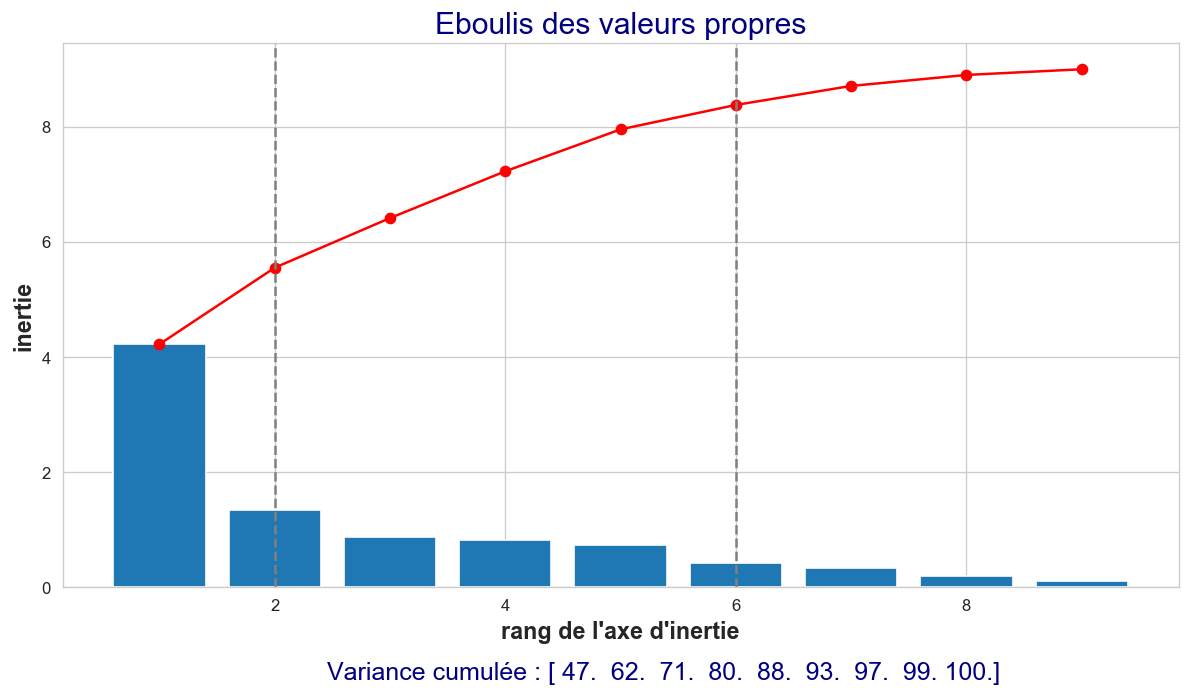 Eboulis des valeurs propres
inertie
8
6
4
2
0
2 4 6 8
rang de l'axe d'inertie
Variance cumulée : [ 47. 62. 71. 80. 88. 93. 97. 99. 100.]